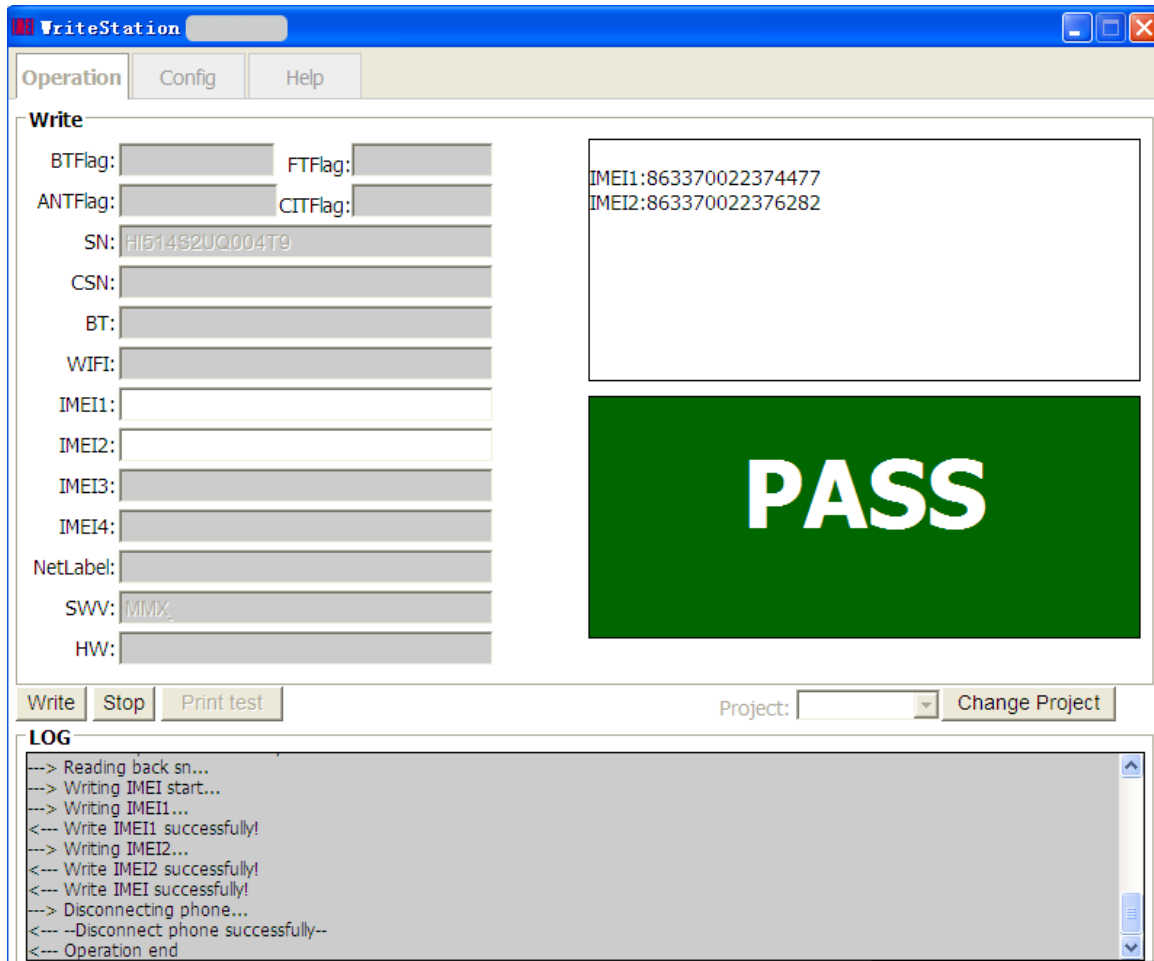 WriteStation
Operation Config Help
Write
BTFlag: FTFlag:
ANTFlag: CITFlag:
SN: HI514S2UQ004T9
CSN:
BT:
WIFI:
IMEI1:
IMEI2:
IMEI3:
IMEI4:
NetLabel:
SWV: MMX_
HW:
IMEI1:863370022374477
IMEI2:863370022376282
PASS
Write Stop Print test Project: Change Project
LOG
---> Reading back sn...
---> Writing IMEI start...
---> Writing IMEI1...
<--- Write IMEI1 successfully!
---> Writing IMEI2...
<--- Write IMEI2 successfully!
<--- Write IMEI successfully!
---> Disconnecting phone...
<--- --Disconnect phone successfully--
<--- Operation end